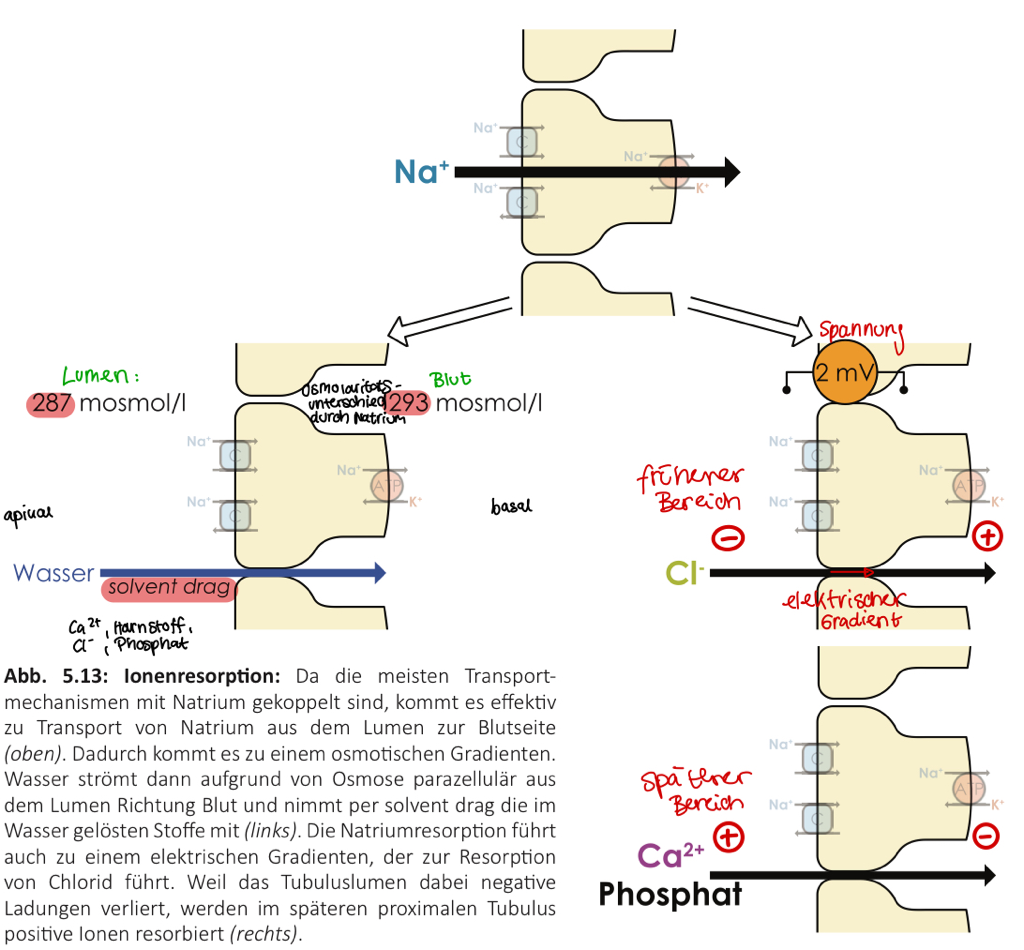 Na⁺
C
Na⁺
Na⁺
K⁺
Na⁺
C
Lumen:
287 mosmol/l
Osmolaritäts-
unterschied
durch Natrium
Blut
293 mosmol/l
Na⁺
C
Na⁺
ATP
K⁺
Na⁺
C
apical
basal
Wasser
solvent drag
Ca²⁺, Harnstoff,
Cl⁻, Phosphat
Spannung
2 mV
Na⁺
C
früherer
Bereich
Na⁺
ATP
K⁺
Na⁺
C
−
+
Cl⁻
elektrischer
Gradient
Na⁺
C
späterer
Bereich
Na⁺
ATP
K⁺
Na⁺
C
+
−
Ca²⁺
Phosphat
Abb. 5.13: Ionenresorption: Da die meisten Transport-
mechanismen mit Natrium gekoppelt sind, kommt es effektiv
zu Transport von Natrium aus dem Lumen zur Blutseite
(oben). Dadurch kommt es zu einem osmotischen Gradienten.
Wasser strömt dann aufgrund von Osmose parazellulär aus
dem Lumen Richtung Blut und nimmt per solvent drag die im
Wasser gelösten Stoffe mit (links). Die Natriumresorption führt
auch zu einem elektrischen Gradienten, der zur Resorption
von Chlorid führt. Weil das Tubuluslumen dabei negative
Ladungen verliert, werden im späteren proximalen Tubulus
positive Ionen resorbiert (rechts).